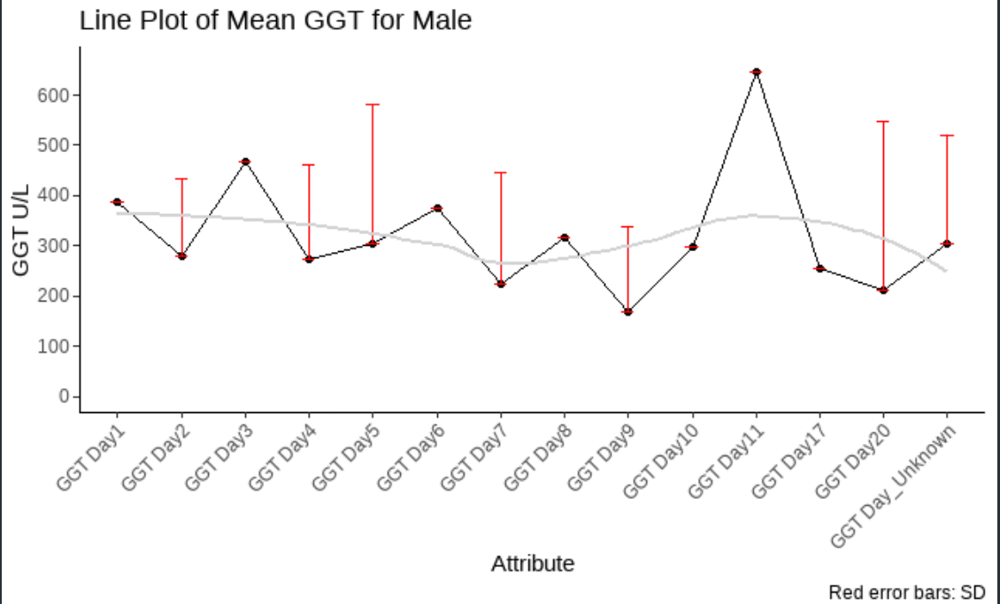 Line Plot of Mean GGT for Male
GGT U/L
600
500
400
300
200
100
0
GGT Day1
GGT Day2
GGT Day3
GGT Day4
GGT Day5
GGT Day6
GGT Day7
GGT Day8
GGT Day9
GGT Day10
GGT Day11
GGT Day17
GGT Day20
GGT Day_Unknown
Attribute
Red error bars: SD